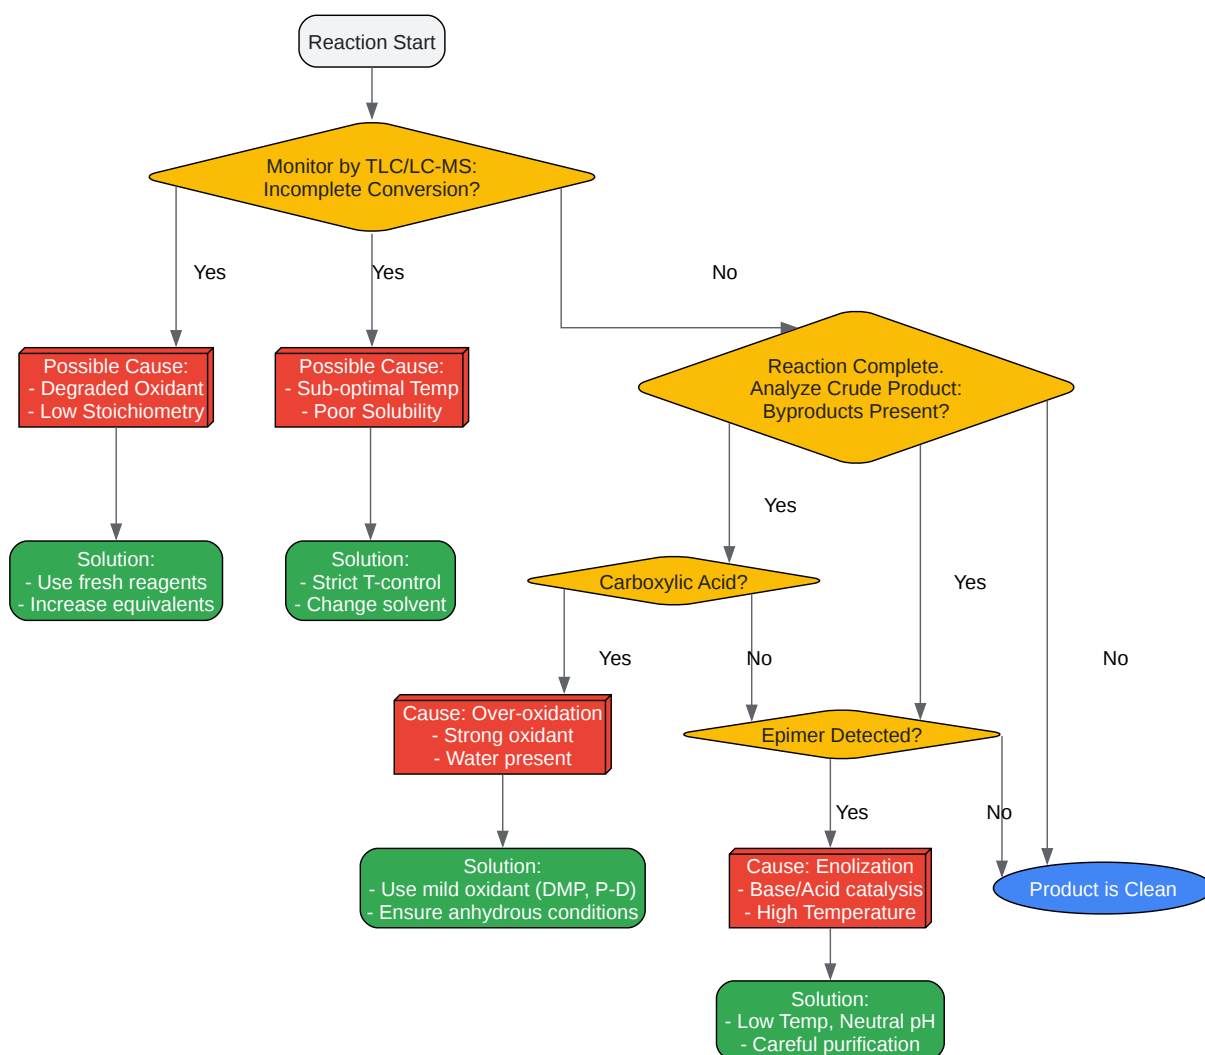 Reaction Start
Monitor by TLC/LC-MS:
Incomplete Conversion?
Yes
Yes
No
Possible Cause:
- Degraded Oxidant
- Low Stoichiometry
Possible Cause:
- Sub-optimal Temp
- Poor Solubility
Reaction Complete.
Analyze Crude Product:
Byproducts Present?
Yes
Solution:
- Use fresh reagents
- Increase equivalents
Solution:
- Strict T-control
- Change solvent
Carboxylic Acid?
Yes
Yes
No
No
Cause: Over-oxidation
- Strong oxidant
- Water present
Epimer Detected?
Yes
No
Solution:
- Use mild oxidant (DMP, P-D)
- Ensure anhydrous conditions
Cause: Enolization
- Base/Acid catalysis
- High Temperature
Product is Clean
Solution:
- Low Temp, Neutral pH
- Careful purification